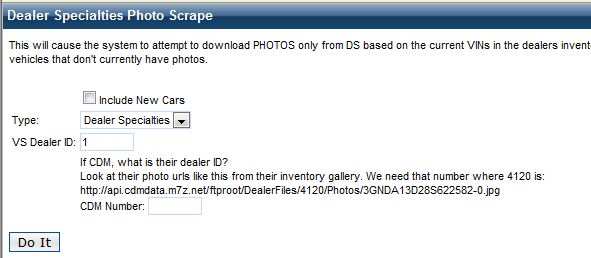 Dealer Specialties Photo Scrape
This will cause the system to attempt to download PHOTOS only from DS based on the current VINs in the dealers
vehicles that don't currently have photos.
Include New Cars
Type: Dealer Specialties
VS Dealer ID: 1
If CDM, what is their dealer ID?
Look at their photo urls like this from their inventory gallery. We need that number where 4120 is:
http://api.cdmdata.m7z.net/ftproot/DealerFiles/4120/Photos/3GNDA13D28S622582-0.jpg
CDM Number:
Do It